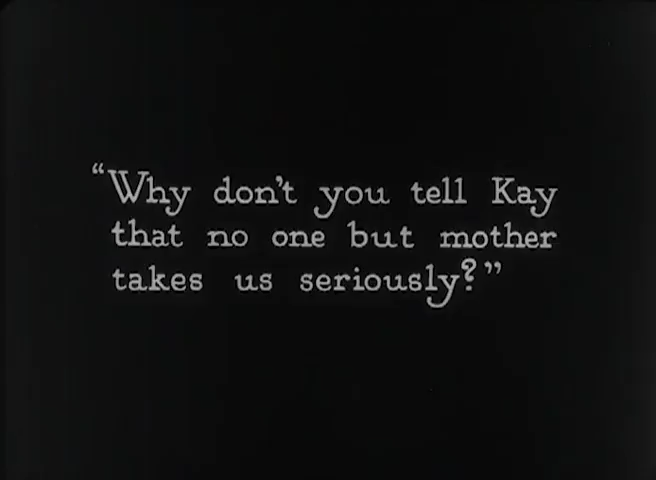 “Why don't you tell Kay
that no one but mother
takes us seriously?”